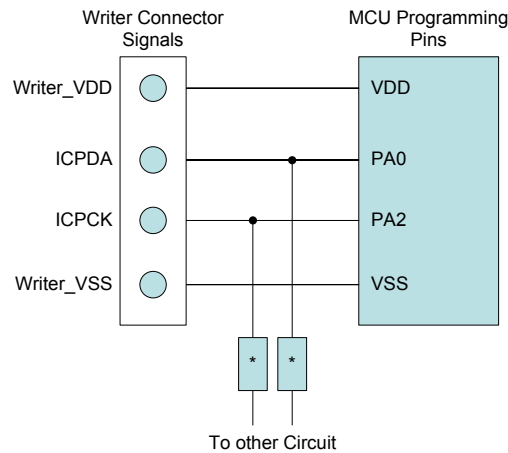 Writer Connector
Signals
MCU Programming
Pins
Writer_VDD
VDD
ICPDA
PA0
ICPCK
PA2
Writer_VSS
VSS
* *
To other Circuit